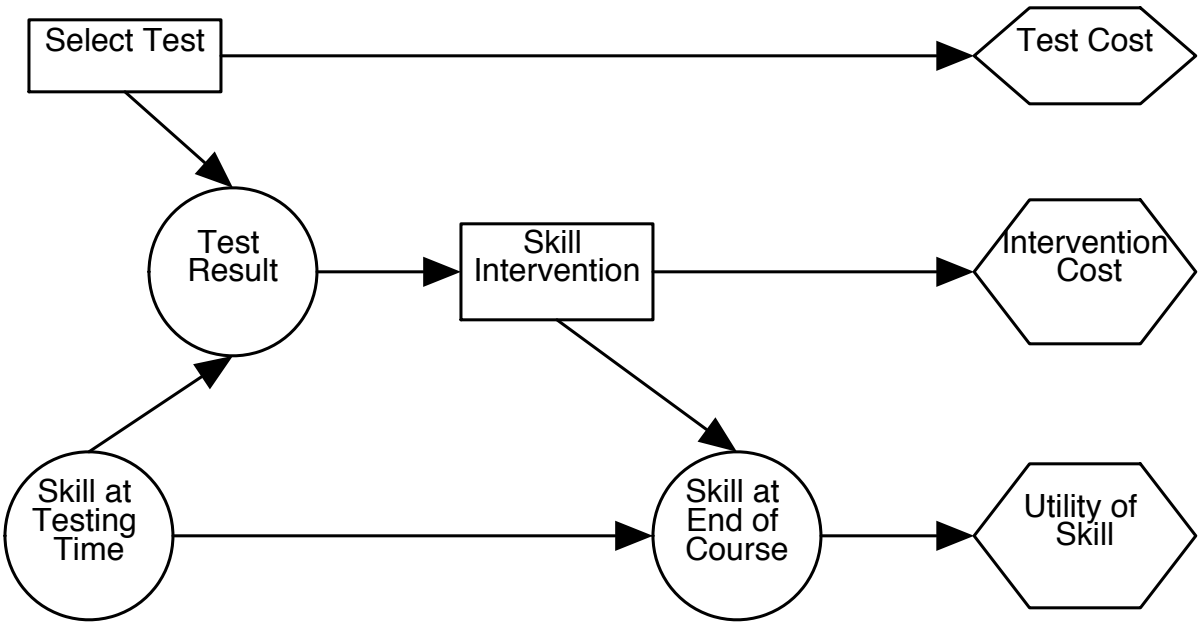 Select Test
Test Cost
Test
Result
Skill
Intervention
Intervention
Cost
Skill at
Testing
Time
Skill at
End of
Course
Utility of
Skill